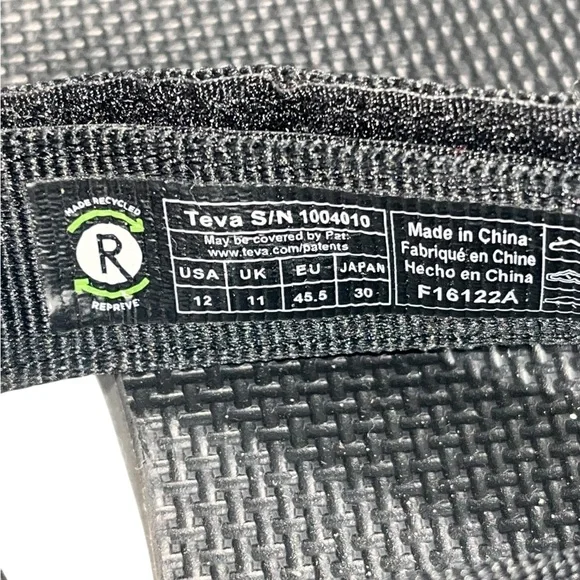 MADE RECYCLED
R
REPREVE
Teva S/N 1004010
May be covered by Pat:
www.teva.com/patents
USA UK EU JAPAN
12 11 45.5 30
Made in China
Fabriqué en Chine
Hecho en China
F16122A